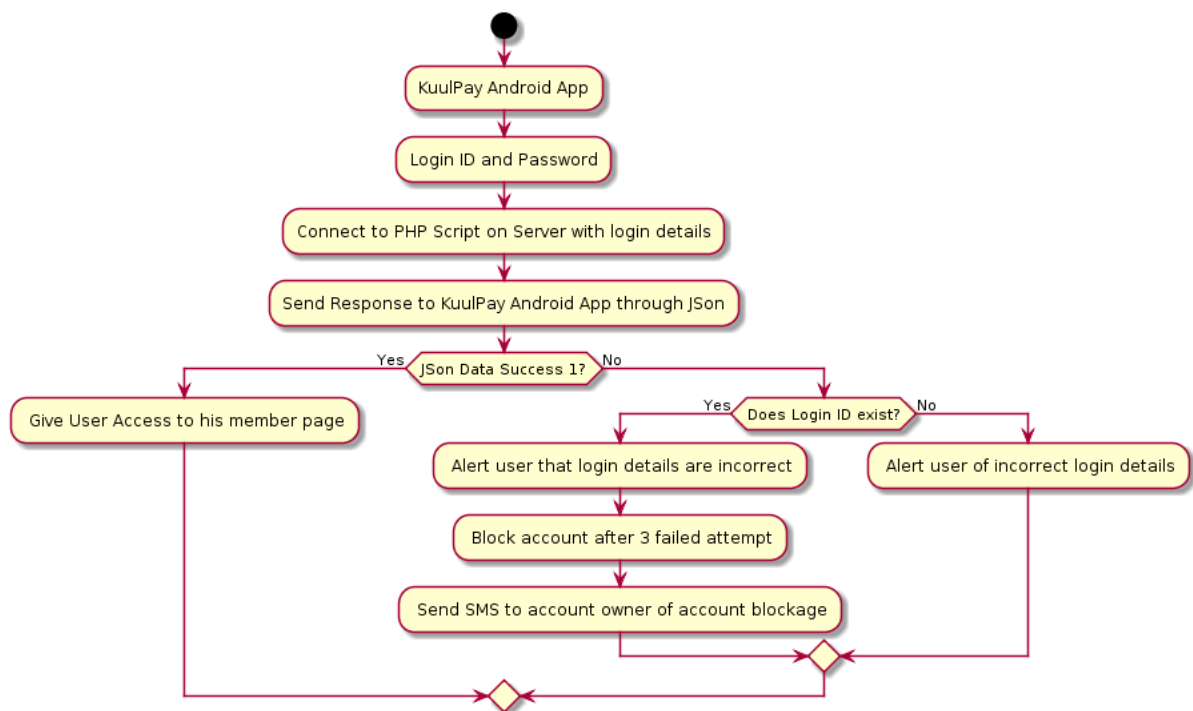 KuulPay Android App
Login ID and Password
Connect to PHP Script on Server with login details
Send Response to KuulPay Android App through JSon
Yes
JSon Data Success 1?
No
Give User Access to his member page
Yes
Does Login ID exist?
No
Alert user that login details are incorrect
Alert user of incorrect login details
Block account after 3 failed attempt
Send SMS to account owner of account blockage